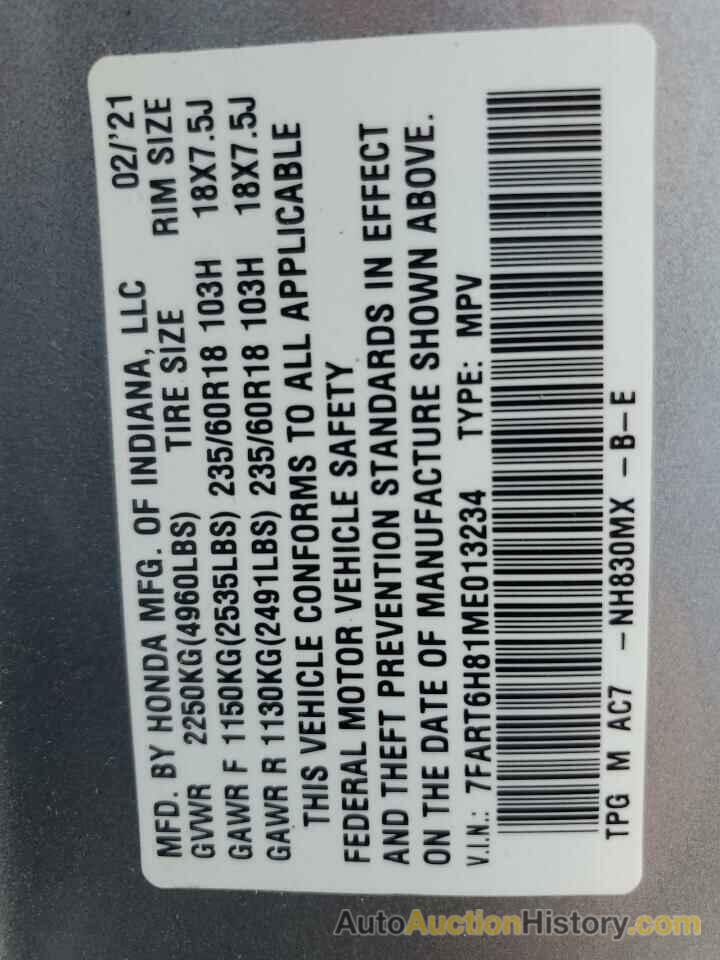 MFD. BY HONDA MFG. OF INDIANA, LLC 02/'21
GVWR 2250KG(4960LBS) TIRE SIZE RIM SIZE
GAWR F 1150KG(2535LBS) 235/60R18 103H 18X7.5J
GAWR R 1130KG(2491LBS) 235/60R18 103H 18X7.5J
THIS VEHICLE CONFORMS TO ALL APPLICABLE
FEDERAL MOTOR VEHICLE SAFETY
AND THEFT PREVENTION STANDARDS IN EFFECT
ON THE DATE OF MANUFACTURE SHOWN ABOVE.
V.I.N.: 7FART6H81ME013234 TYPE: MPV
TPG M AC7 -NH830MX -B-E
AutoAuctionHistory.com